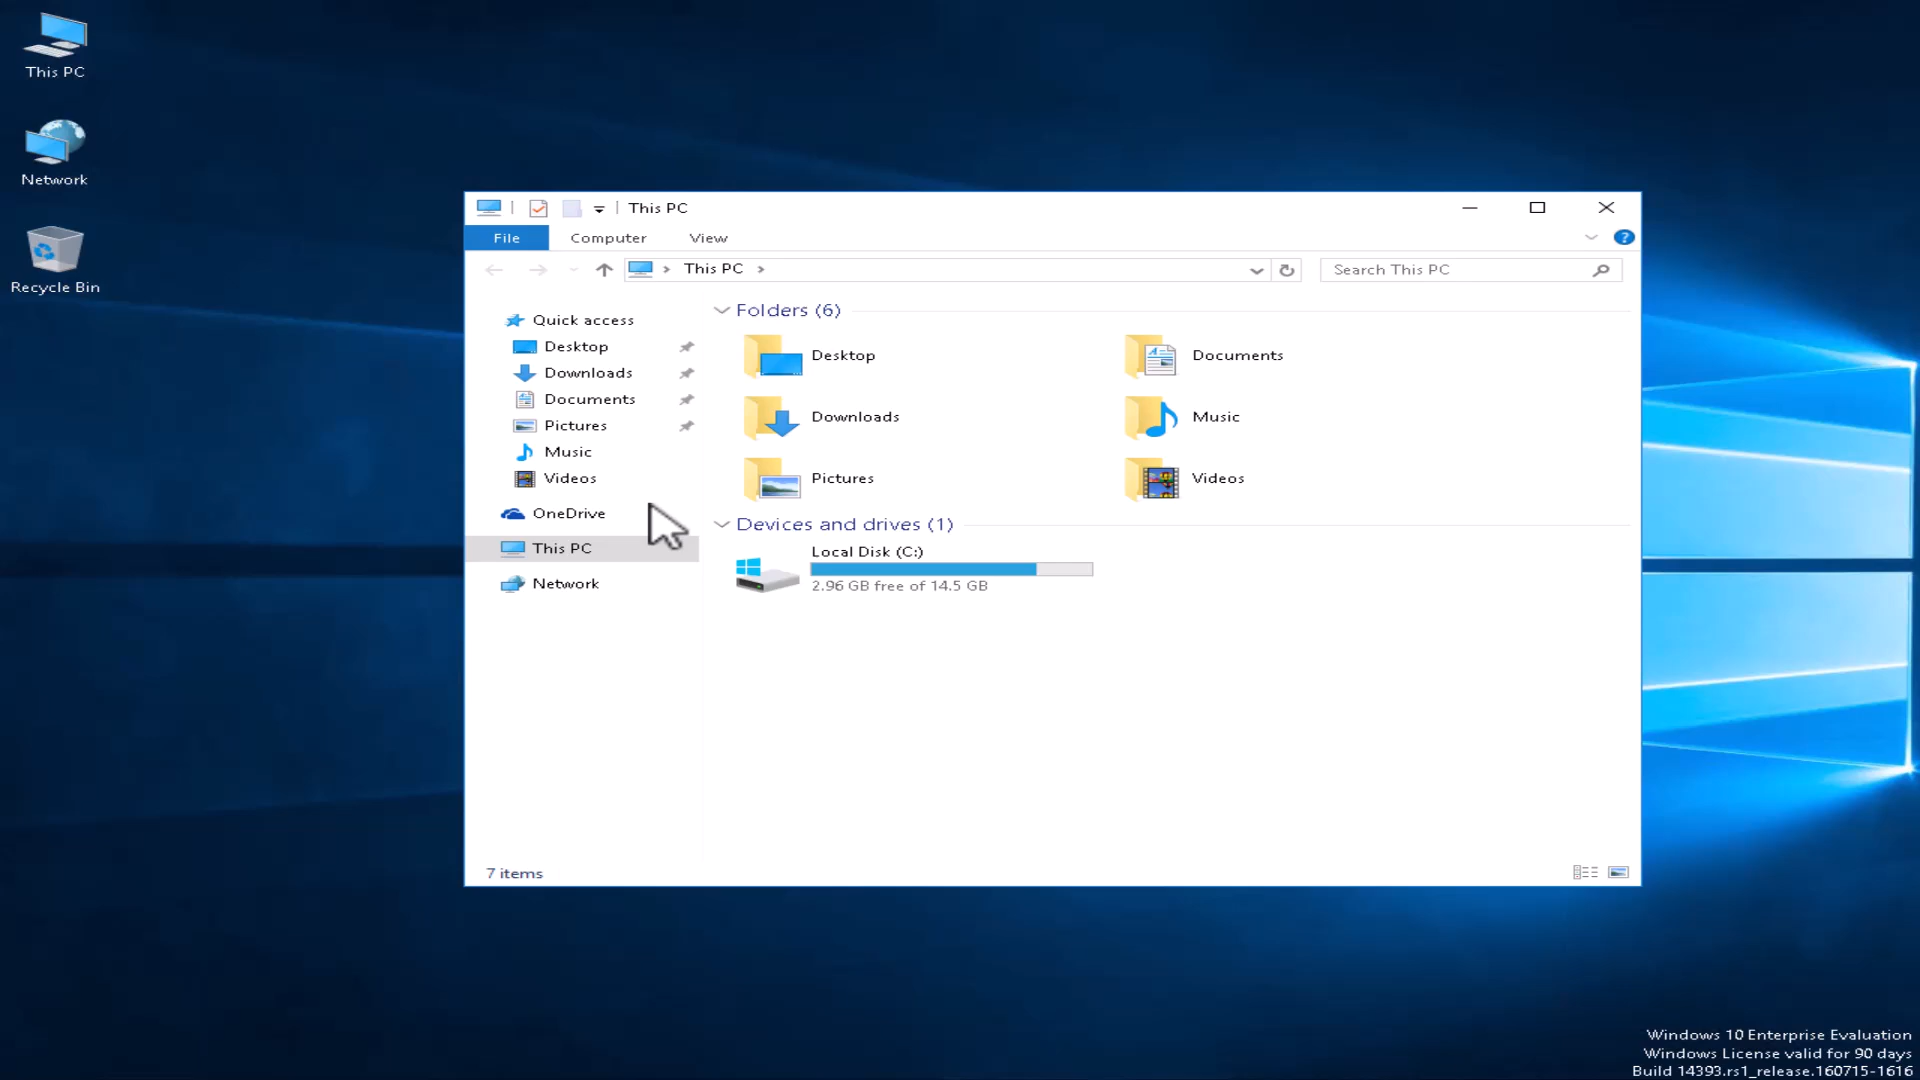 This PC
Network
Recycle Bin
This PC
File Computer View
This PC
Search This PC
Quick access
Desktop
Downloads
Documents
Pictures
Music
Videos
OneDrive
This PC
Network
Folders (6)
Desktop
Documents
Downloads
Music
Pictures
Videos
Devices and drives (1)
Local Disk (C:)
2.96 GB free of 14.5 GB
7 items
Windows 10 Enterprise Evaluation
Windows License valid for 90 days
Build 14393.rs1_release.160715-1616